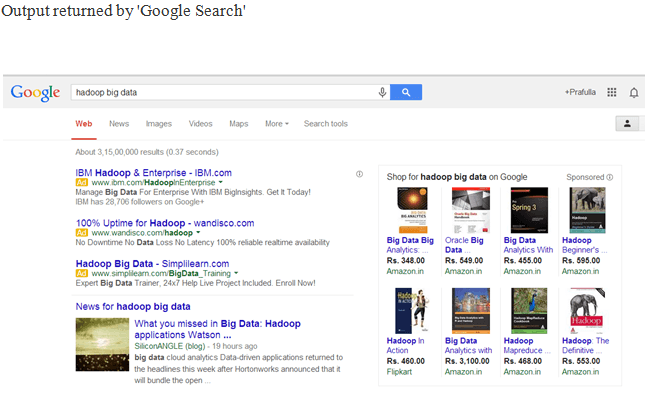 Output returned by 'Google Search'
Google
hadoop big data
+Prafulla
Web News Images Videos Maps More Search tools
About 3,15,00,000 results (0.37 seconds)
IBM Hadoop & Enterprise - IBM.com
Ad www.ibm.com/HadoopInEnterprise
Manage Big Data For Enterprise With IBM BigInsights. Get It Today!
IBM has 28,706 followers on Google+
100% Uptime for Hadoop - wandisco.com
Ad www.wandisco.com/hadoop
No Downtime No Data Loss No Latency 100% reliable realtime availability
Hadoop Big Data - Simplilearn.com
Ad www.simplilearn.com/BigData_Training
Expert Big Data Trainer, 24x7 Help Live Project Included. Enroll Now!
News for hadoop big data
What you missed in Big Data: Hadoop
applications Watson ...
SiliconANGLE (blog) - 19 hours ago
big data cloud analytics Data-driven applications returned to
the headlines this week after Hortonworks announced that it
will bundle the open ...
Shop for hadoop big data on Google Sponsored
Big Data Big Oracle Big Big Data Hadoop
Analytics: ... Data ... Analytics With Beginner's ...
Rs. 348.00 Rs. 549.00 Rs. 455.00 Rs. 595.00
Amazon.in Amazon.in Amazon.in Amazon.in
Hadoop In Big Data Hadoop Hadoop: The
Action Analytics with Mapreduce ... Definitive ...
Rs. 460.00 Rs. 3,100.00 Rs. 468.00 Rs. 553.00
Flipkart Amazon.in Amazon.in Amazon.in